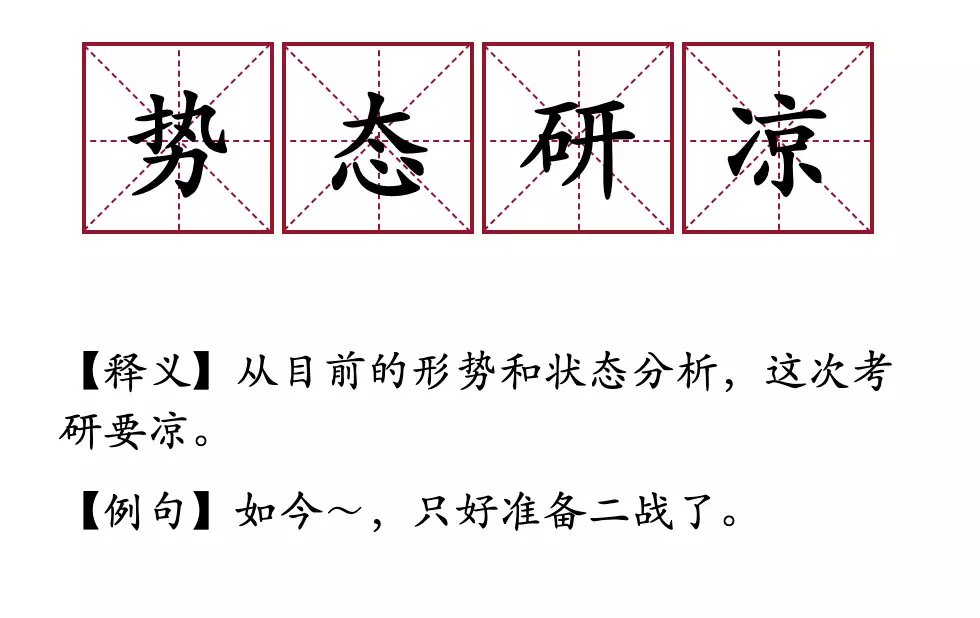 势态研凉
【释义】从目前的形势和状态分析，这次考
研要凉。
【例句】如今～，只好准备二战了。